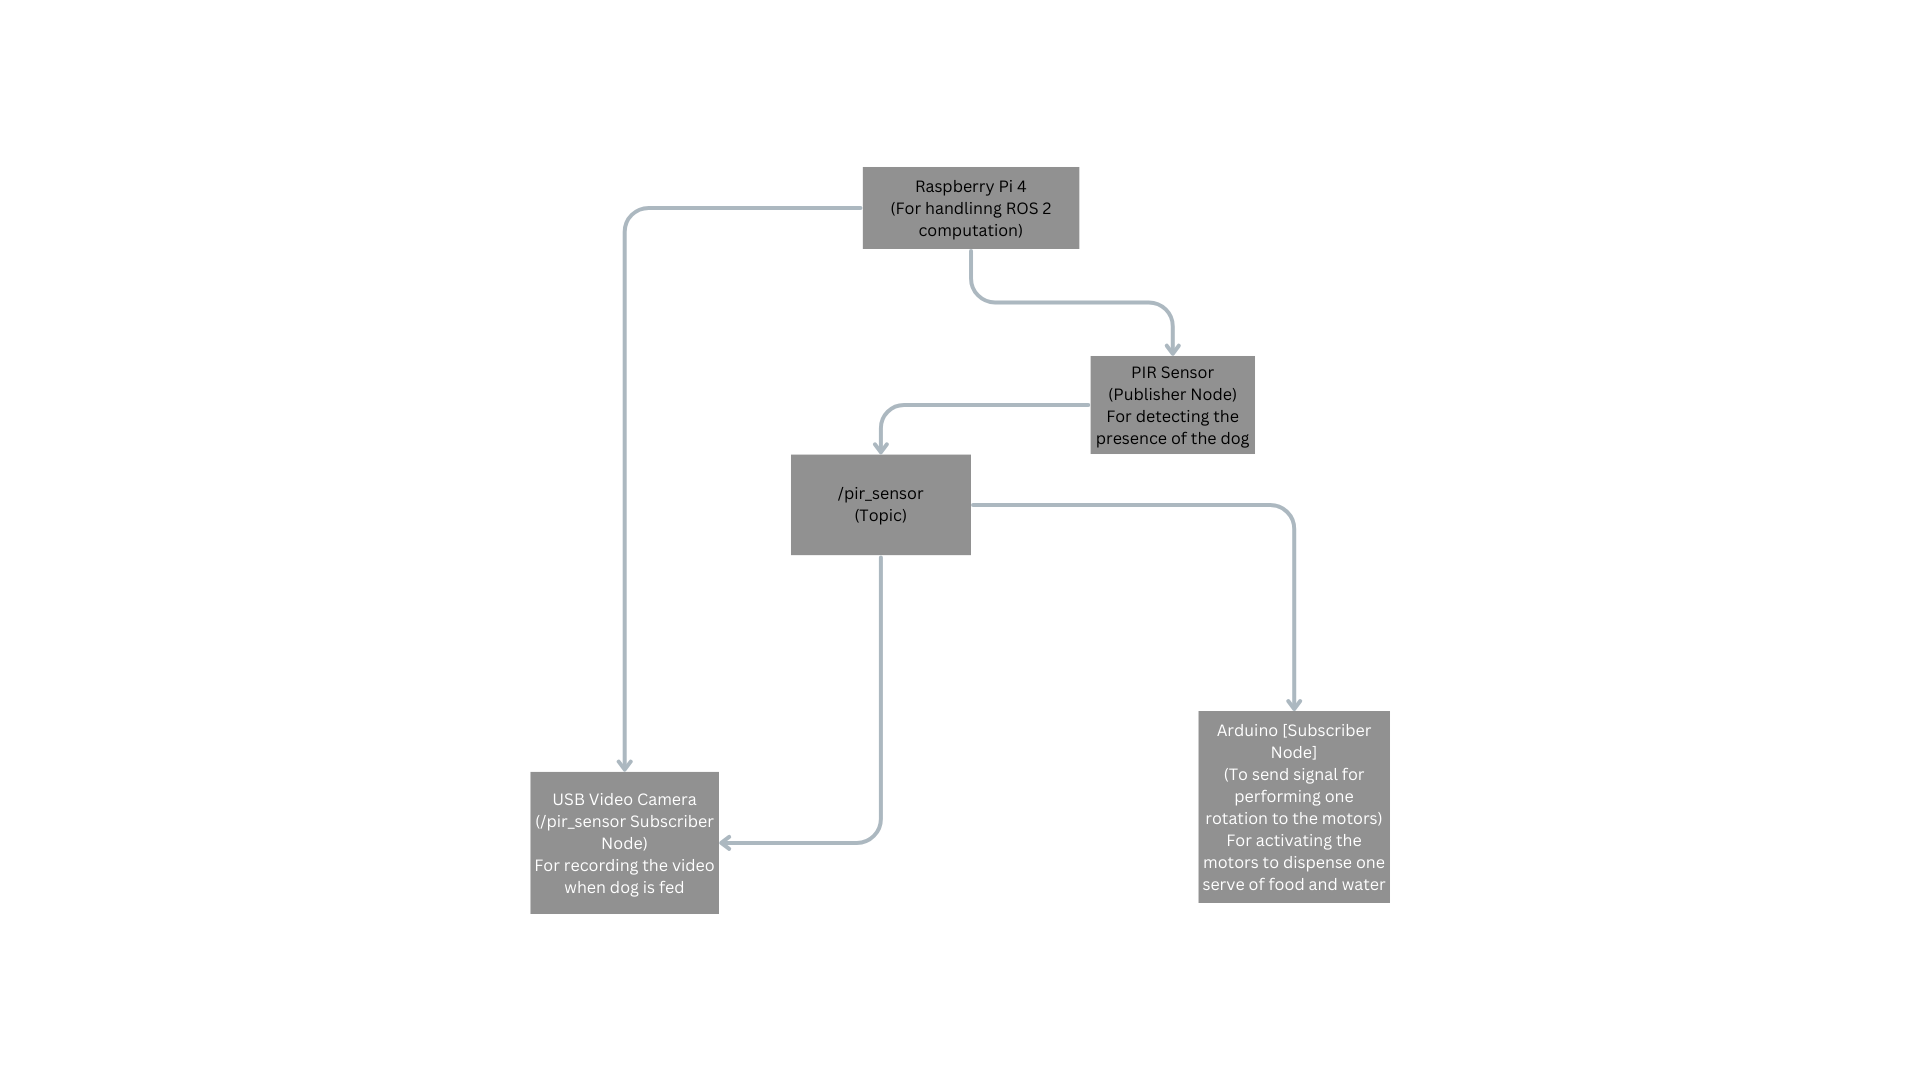 Raspberry Pi 4
(For handlinng ROS 2
computation)
PIR Sensor
(Publisher Node)
For detecting the
presence of the dog
/pir_sensor
(Topic)
Arduino [Subscriber
Node]
(To send signal for
performing one
rotation to the motors)
For activating the
motors to dispense one
serve of food and water
USB Video Camera
(/pir_sensor Subscriber
Node)
For recording the video
when dog is fed